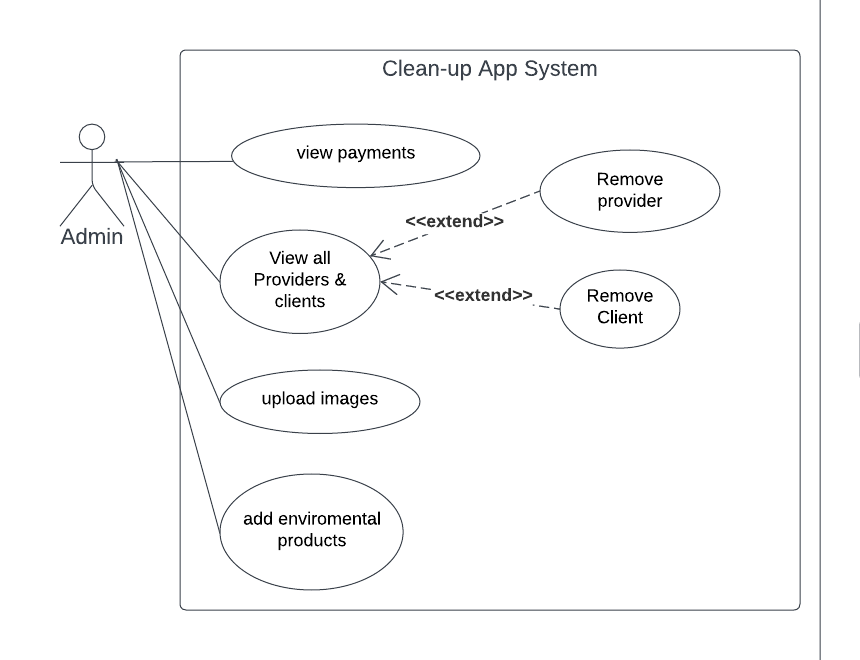 Clean-up App System
Admin
view payments
Remove
provider
<<extend>>
View all
Providers &
clients
<<extend>>
Remove
Client
upload images
add enviromental
products